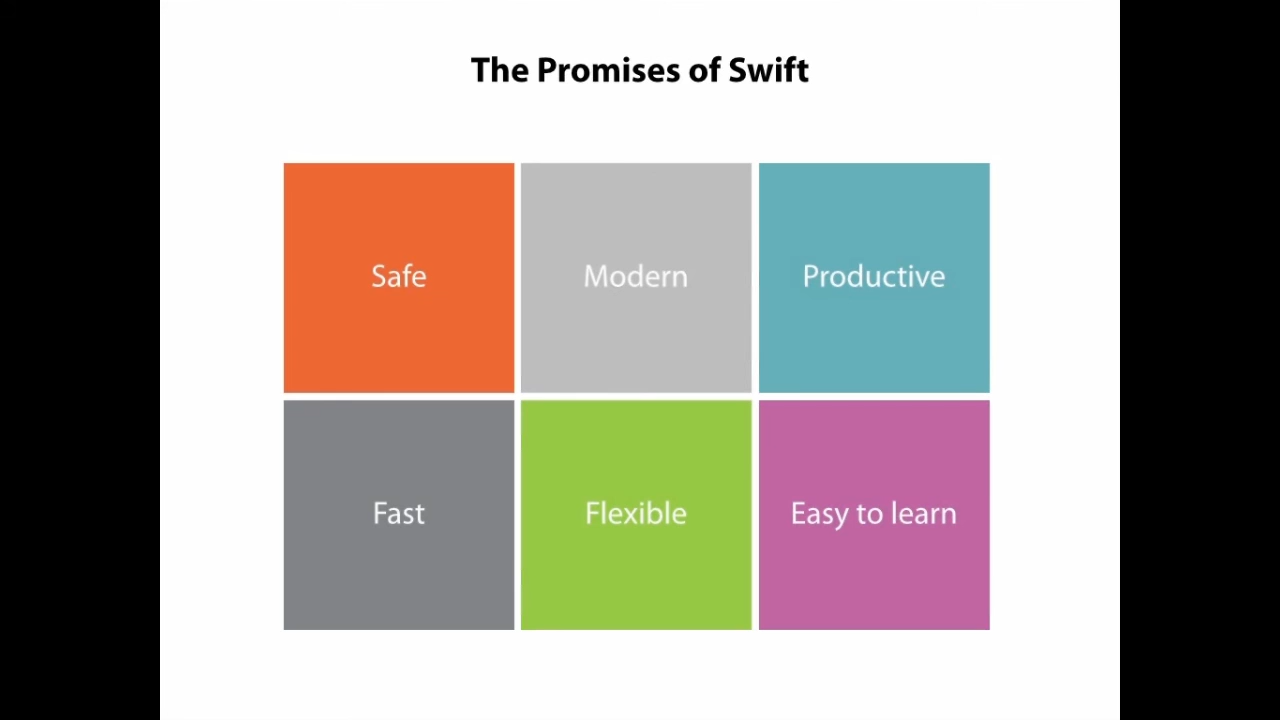 The Promises of Swift
Safe
Modern
Productive
Fast
Flexible
Easy to learn